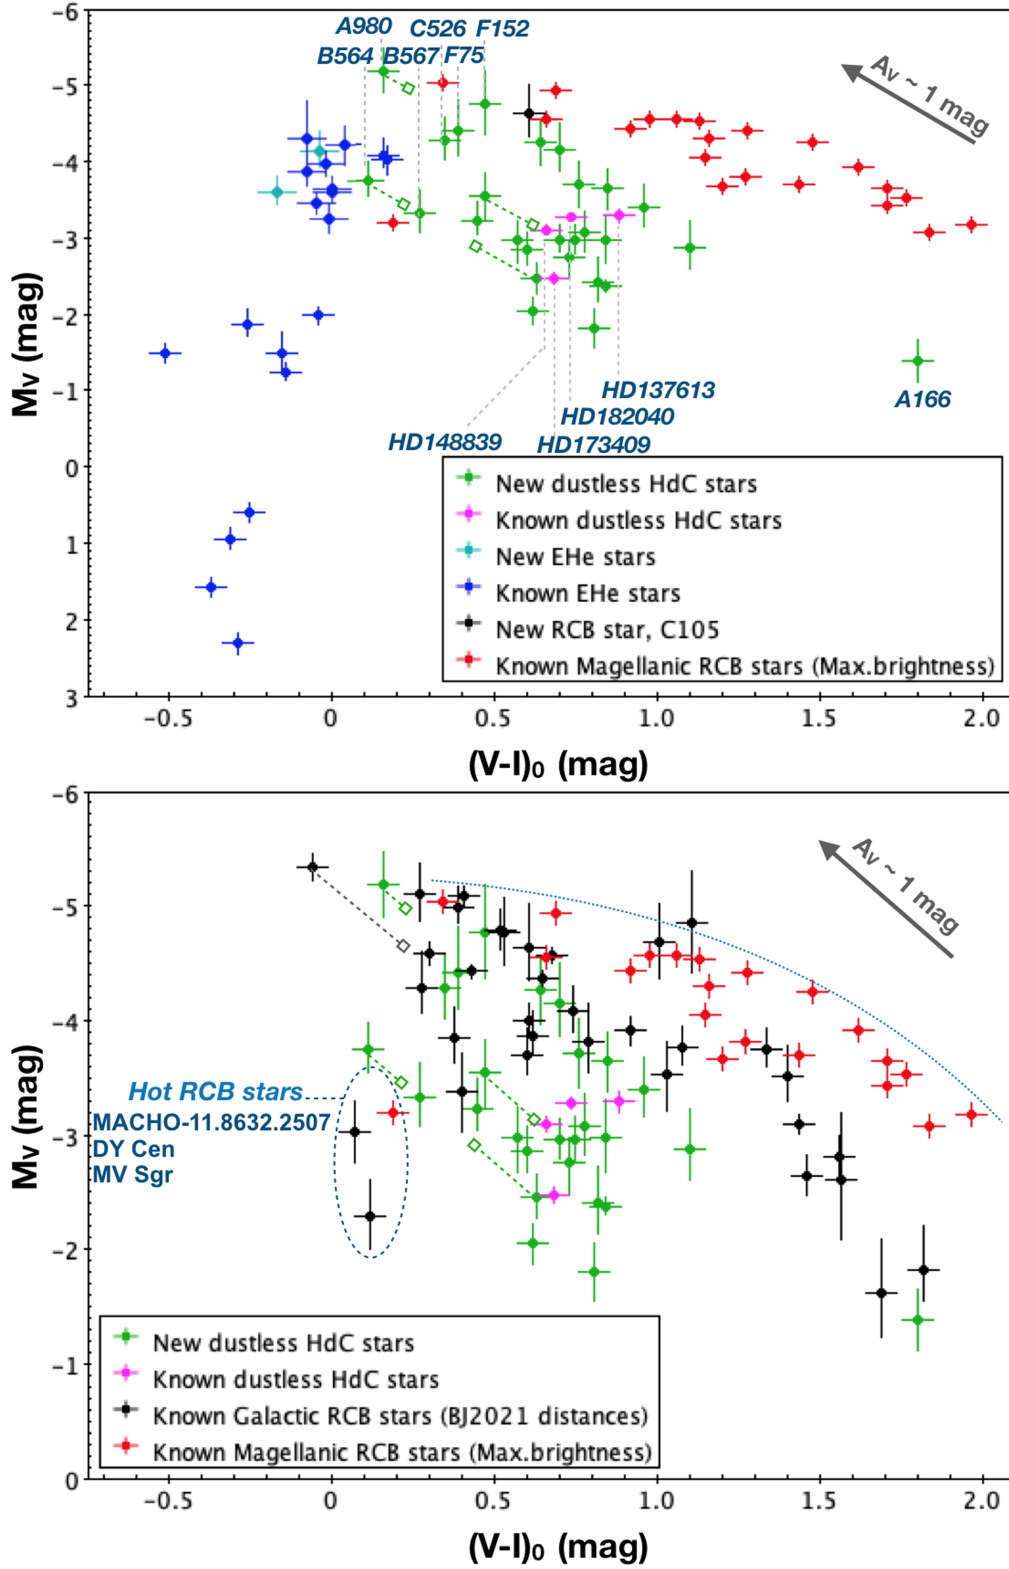 −6
A980 C526 F152
B564 B567 F75
−5
Av ~ 1 mag
−4
−3
−2
−1
0
1
2
3
Mv (mag)
HD137613
A166
HD182040
HD148839
HD173409
New dustless HdC stars
Known dustless HdC stars
New EHe stars
Known EHe stars
New RCB star, C105
Known Magellanic RCB stars (Max.brightness)
−0.5 0 0.5 1.0 1.5 2.0
(V-I)₀ (mag)
−6
Av ~ 1 mag
−5
−4
−3
−2
−1
0
Mv (mag)
Hot RCB stars
MACHO-11.8632.2507
DY Cen
MV Sgr
New dustless HdC stars
Known dustless HdC stars
Known Galactic RCB stars (BJ2021 distances)
Known Magellanic RCB stars (Max.brightness)
−0.5 0 0.5 1.0 1.5 2.0
(V-I)₀ (mag)